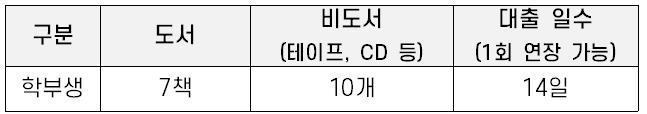 구분 도서 비도서 대출 일수
(테이프, CD 등) (1회 연장 가능)
학부생 7책 10개 14일